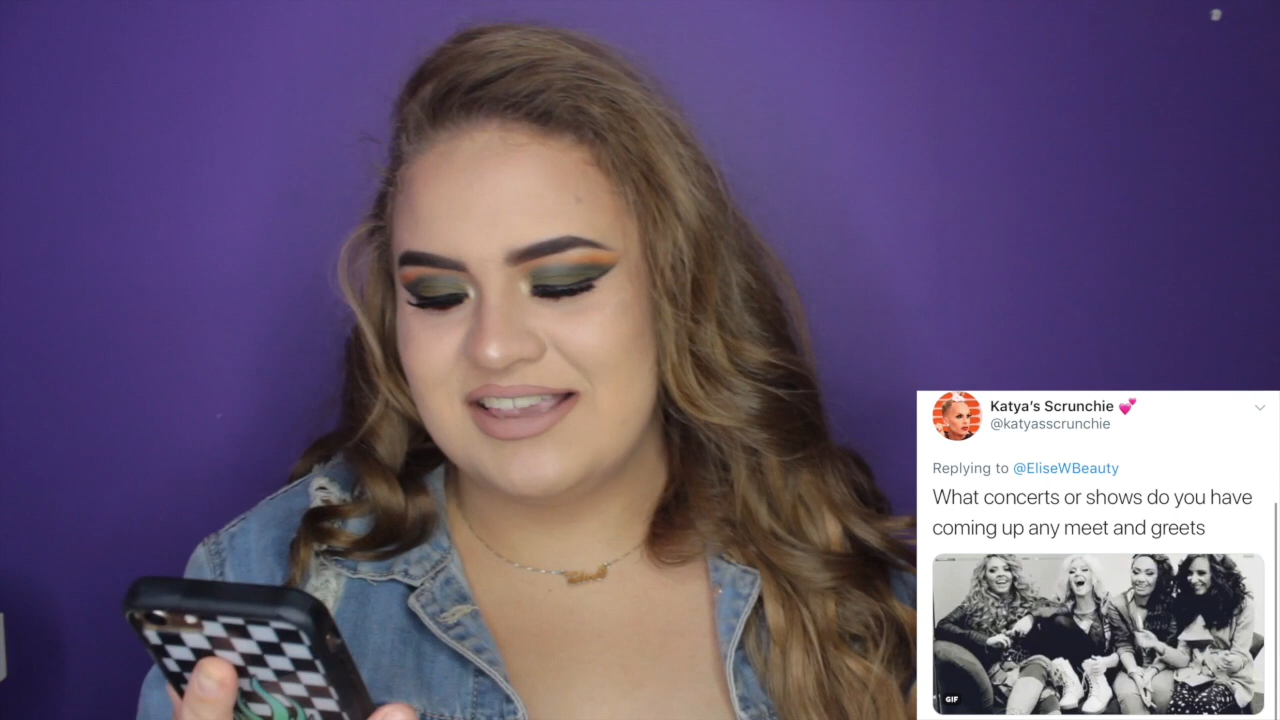 Katya's Scrunchie 💕
@katyasscrunchie
Replying to @EliseWBeauty
What concerts or shows do you have
coming up any meet and greets
GIF